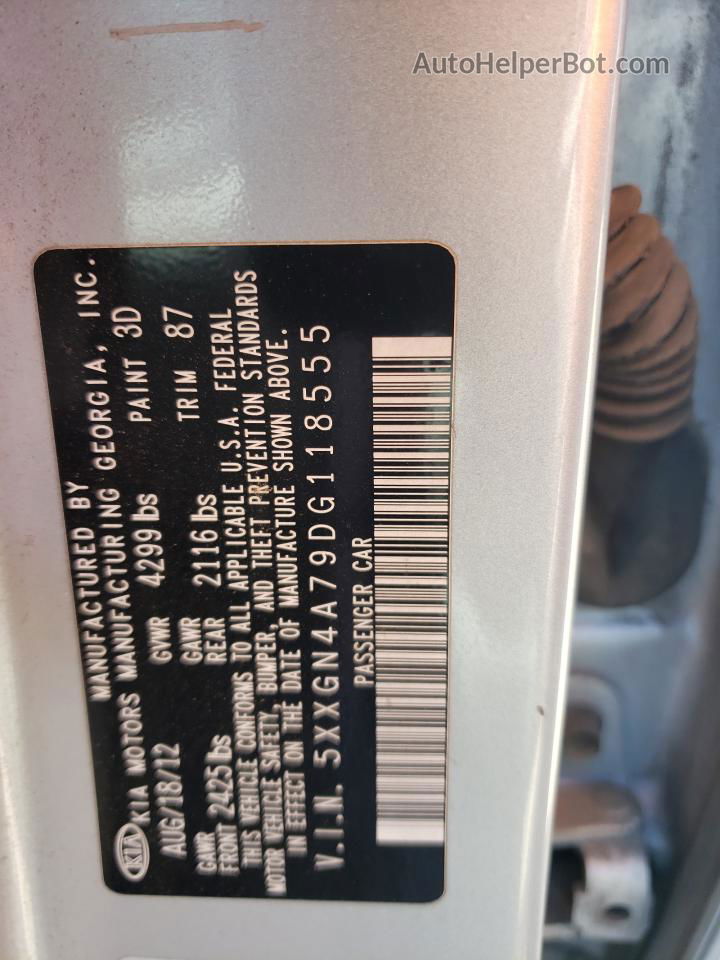 AutoHelperBot.com
MANUFACTURED BY
KIA KIA MOTORS MANUFACTURING GEORGIA, INC.
AUG/18/12 GVWR 4299 lbs PAINT 3D
GAWR GAWR TRIM 87
FRONT 2425 lbs REAR 2116 lbs
THIS VEHICLE CONFORMS TO ALL APPLICABLE U.S.A. FEDERAL
MOTOR VEHICLE SAFETY, BUMPER, AND THEFT PREVENTION STANDARDS
IN EFFECT ON THE DATE OF MANUFACTURE SHOWN ABOVE.
V.I.N. 5XXGN4A79DG118555
PASSENGER CAR